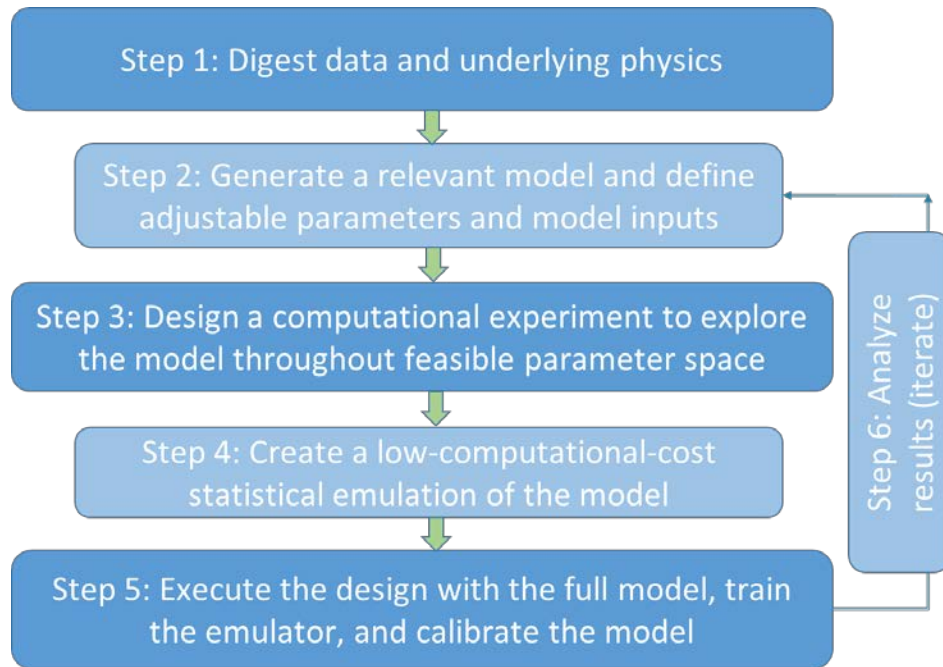 Step 1: Digest data and underlying physics
Step 2: Generate a relevant model and define
adjustable parameters and model inputs
Step 3: Design a computational experiment to explore
the model throughout feasible parameter space
Step 4: Create a low-computational-cost
statistical emulation of the model
Step 5: Execute the design with the full model, train
the emulator, and calibrate the model
Step 6: Analyze
results (iterate)